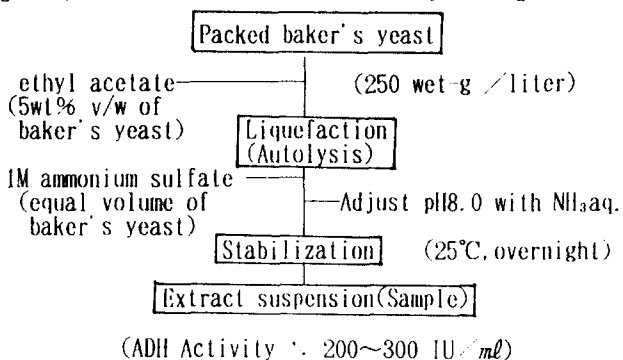 Packed baker's yeast
ethyl acetate
(250 wet-g /liter)
(5wt% v/w of
baker's yeast)
Liquefaction
(Autolysis)
1M ammonium sulfate
(equal volume of
baker's yeast)
Adjust pH8.0 with NH₃aq.
Stabilization
(25℃, overnight)
Extract suspension(Sample)
(ADH Activity : 200~300 IU/ml)